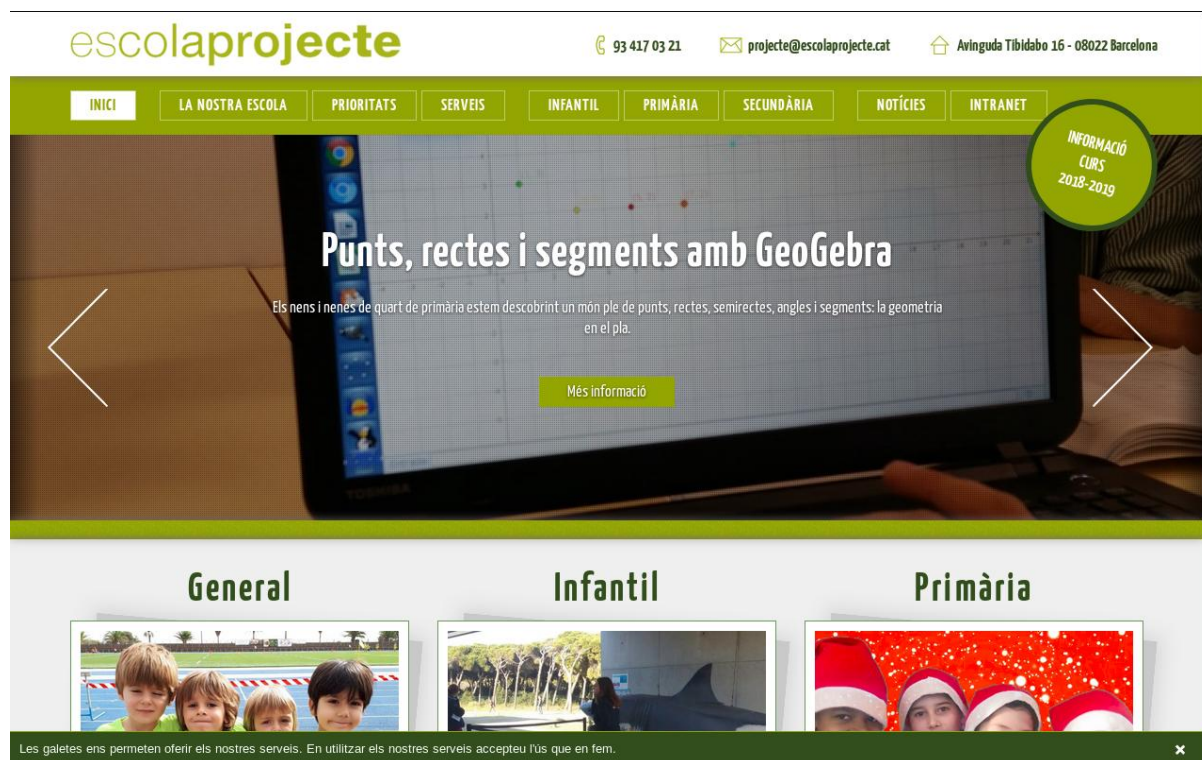 escolaprojecte
93 417 03 21
projecte@escolaprojecte.cat
Avinguda Tibidabo 16 - 08022 Barcelona
INICI
LA NOSTRA ESCOLA
PRIORITATS
SERVEIS
INFANTIL
PRIMÀRIA
SECUNDÀRIA
NOTÍCIES
INTRANET
INFORMACIÓ
CURS
2018-2019
Punts, rectes i segments amb GeoGebra
Els nens i nenes de quart de primària estem descobrint un món ple de punts, rectes, semirectes, angles i segments: la geometria
en el pla.
Més informació
TOSHIBA
General
Infantil
Primària
Les galetes ens permeten oferir els nostres serveis. En utilitzar els nostres serveis accepteu l'ús que en fem.